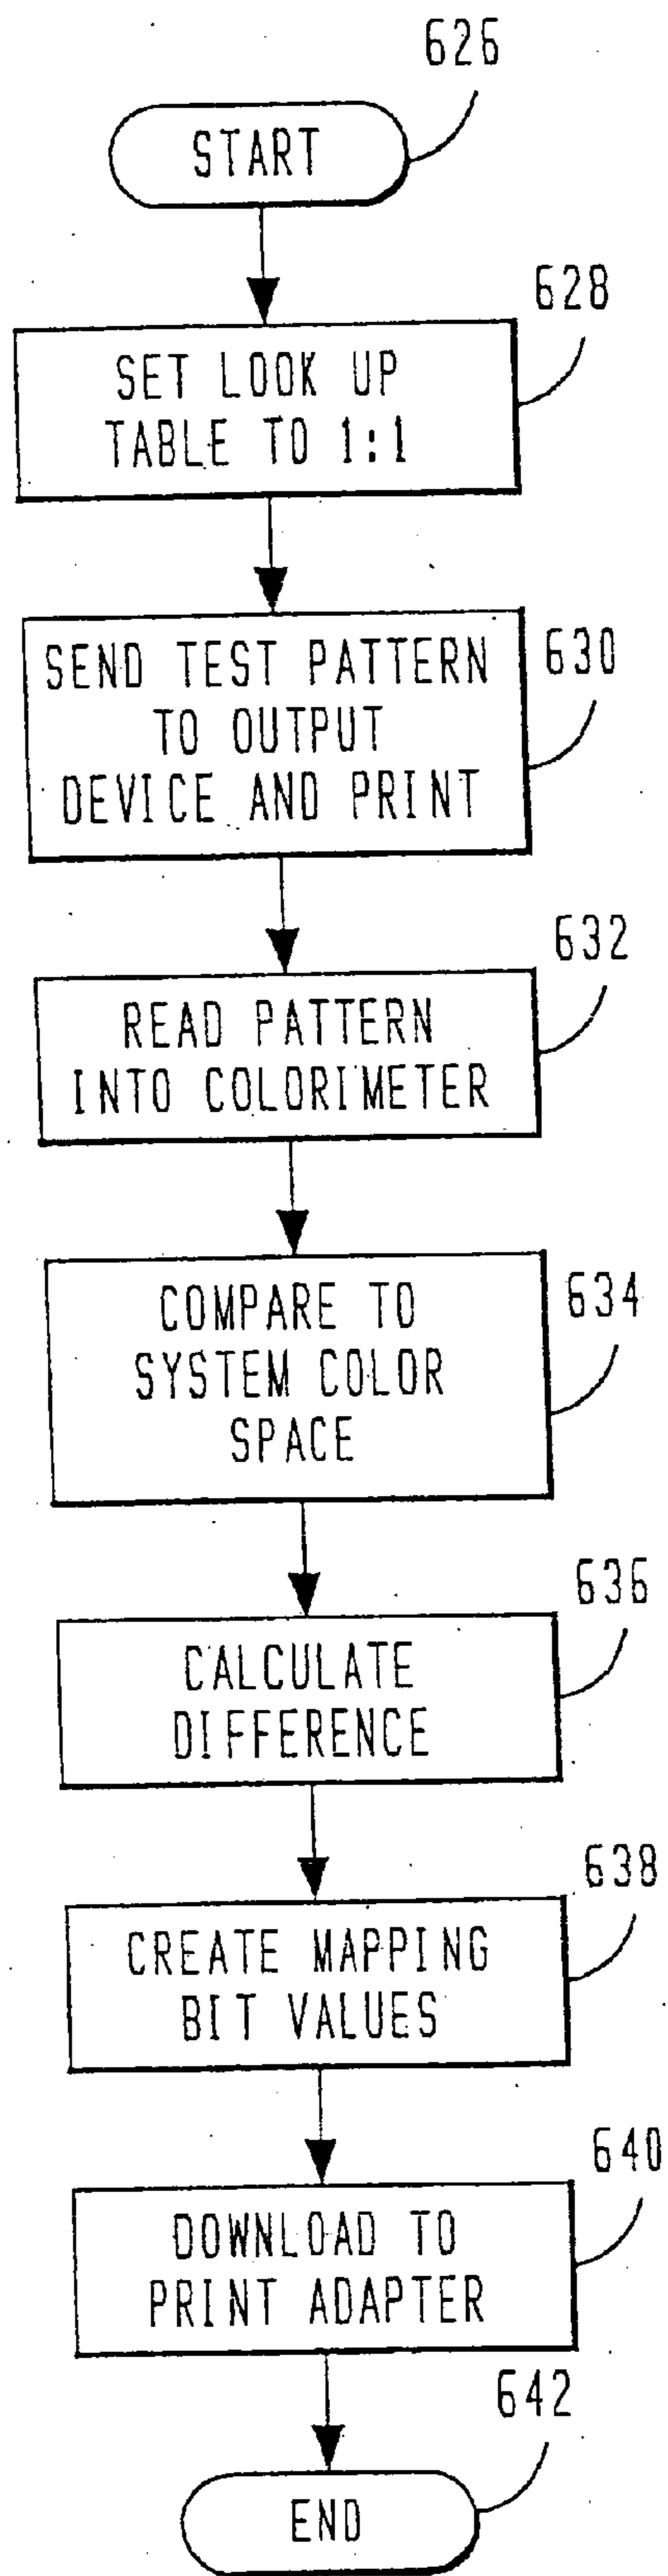 626
START
628
SET LOOK UP
TABLE TO 1:1
630
SEND TEST PATTERN
TO OUTPUT
DEVICE AND PRINT
632
READ PATTERN
INTO COLORIMETER
634
COMPARE TO
SYSTEM COLOR
SPACE
636
CALCULATE
DIFFERENCE
638
CREATE MAPPING
BIT VALUES
640
DOWNLOAD TO
PRINT ADAPTER
642
END